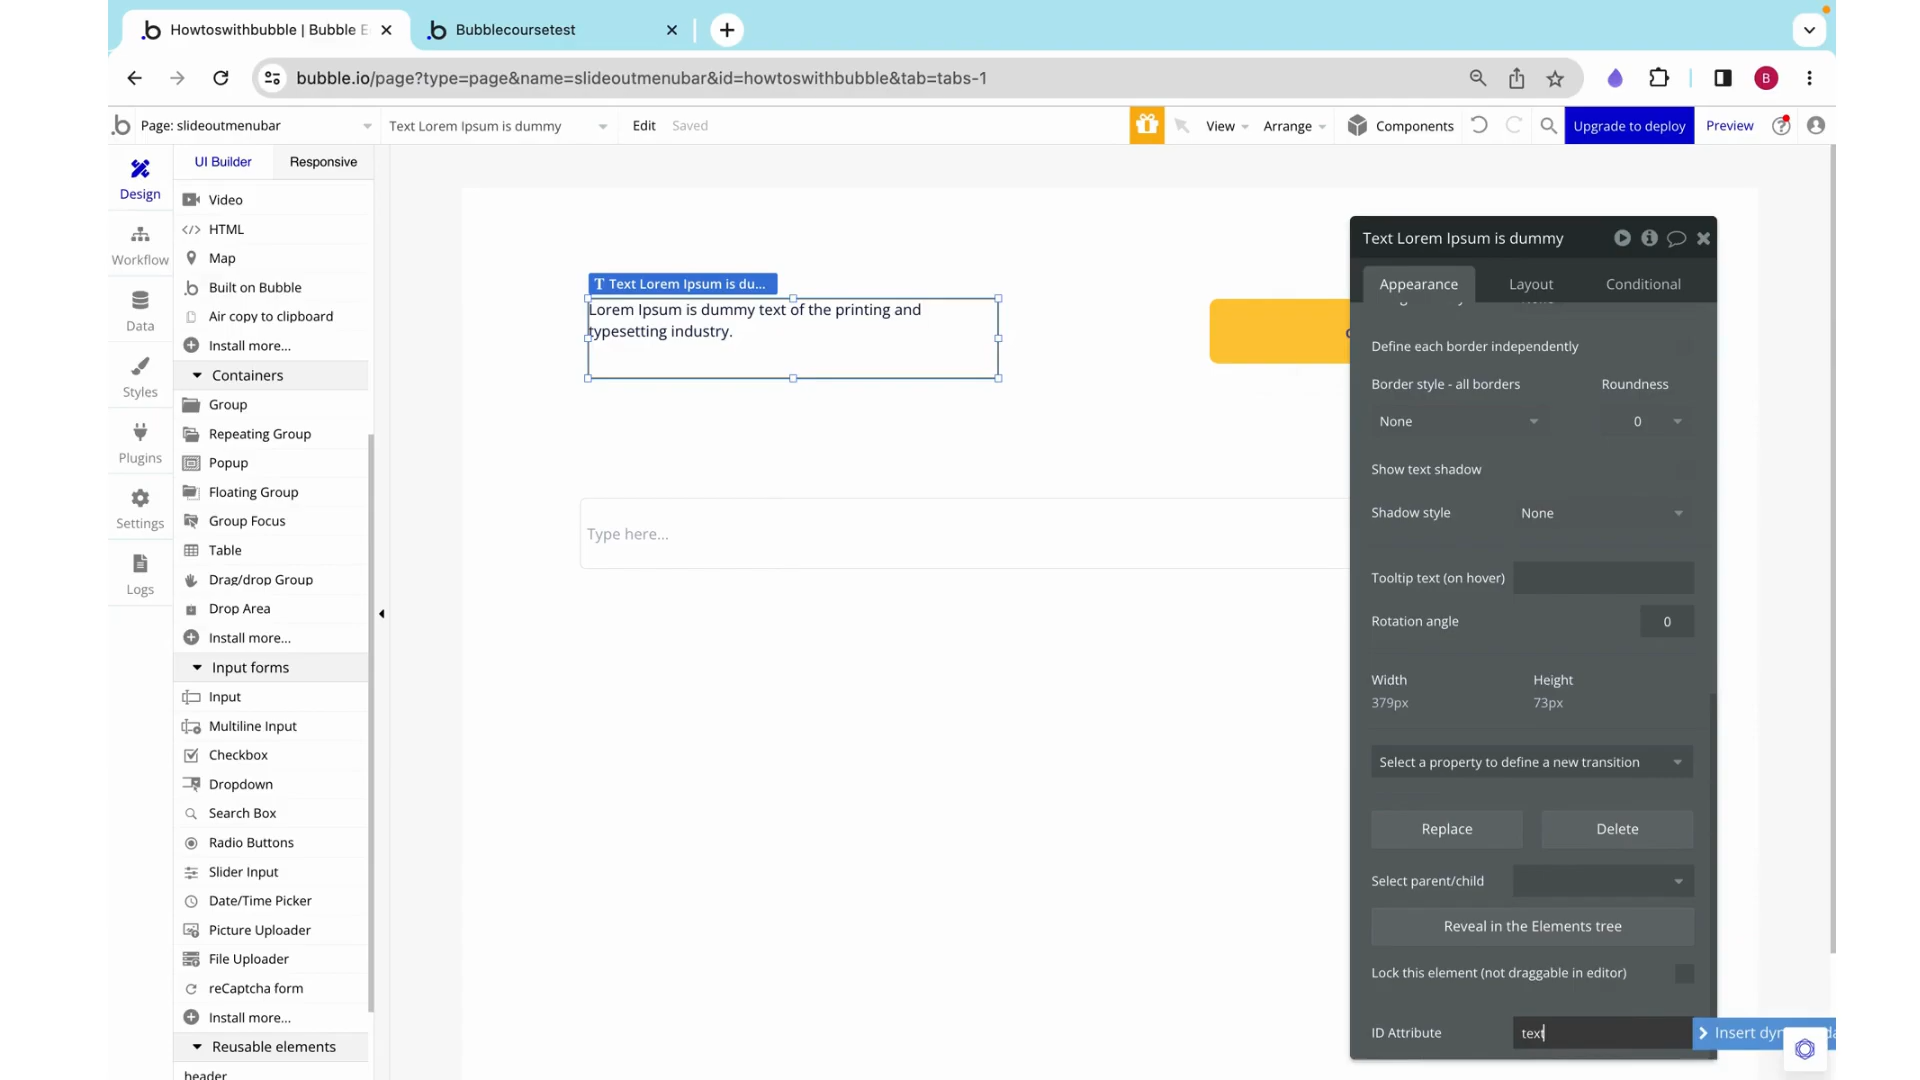 Howtoswithbubble | Bubble E
Bubblecoursetest
bubble.io/page?type=page&name=slideoutmenubar&id=howtoswithbubble&tab=tabs-1
B
Page: slideoutmenubar
Text Lorem Ipsum is dummy
Edit
Saved
View
Arrange
Components
Upgrade to deploy
Preview
Design
Workflow
Data
Styles
Plugins
Settings
Logs
UI Builder
Responsive
Video
HTML
Map
Built on Bubble
Air copy to clipboard
Install more...
Containers
Group
Repeating Group
Popup
Floating Group
Group Focus
Table
Drag/drop Group
Drop Area
Install more...
Input forms
Input
Multiline Input
Checkbox
Dropdown
Search Box
Radio Buttons
Slider Input
Date/Time Picker
Picture Uploader
File Uploader
reCaptcha form
Install more...
Reusable elements
header
T Text Lorem Ipsum is du...
Lorem Ipsum is dummy text of the printing and
typesetting industry.
Type here...
Text Lorem Ipsum is dummy
Appearance
Layout
Conditional
Define each border independently
Border style - all borders
Roundness
None
0
Show text shadow
Shadow style
None
Tooltip text (on hover)
Rotation angle
0
Width
Height
379px
73px
Select a property to define a new transition
Replace
Delete
Select parent/child
Reveal in the Elements tree
Lock this element (not draggable in editor)
ID Attribute
text
Insert dyn